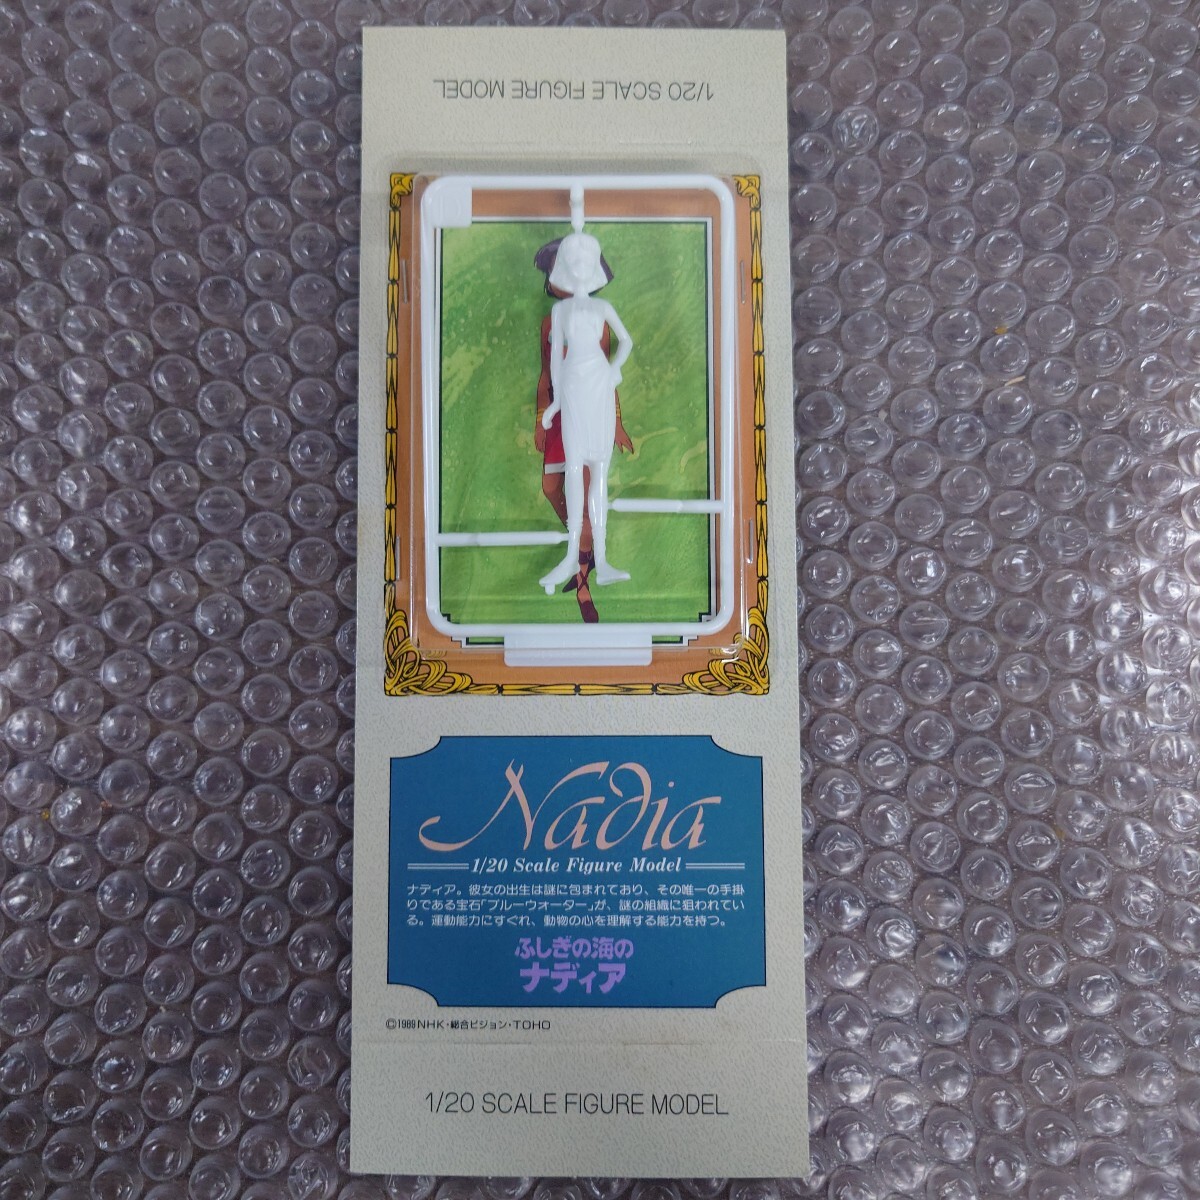 1/20 SCALE FIGURE MODEL
Nadia
1/20 Scale Figure Model
ナディア。彼女の出生は謎に包まれており、その唯一の手掛
りである宝石「ブルーウォーター」が、謎の組織に狙われてい
る。運動能力にすぐれ、動物の心を理解する能力を持つ。
ふしぎの海の
ナディア
©1989 NHK・総合ビジョン・TOHO
1/20 SCALE FIGURE MODEL